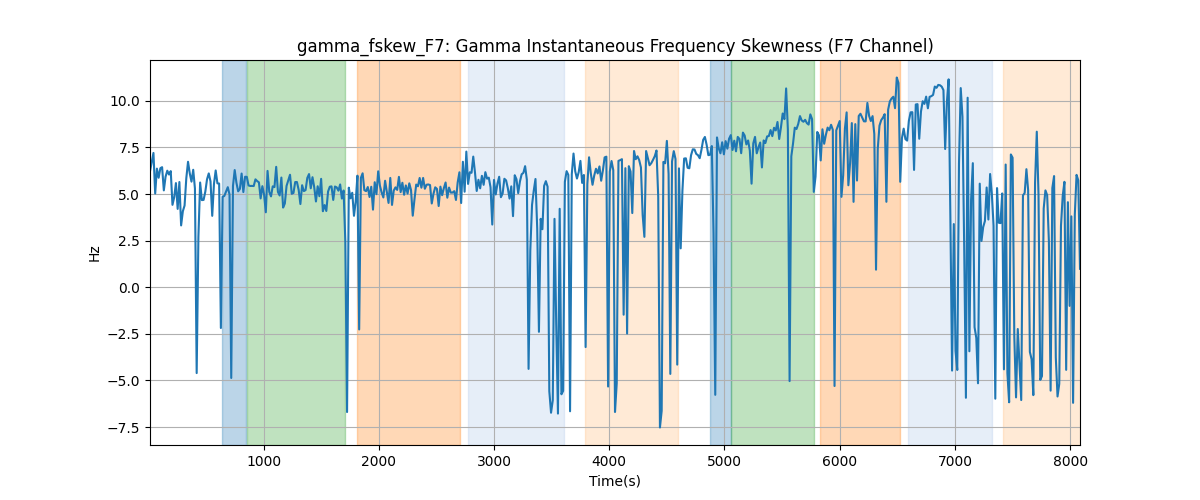 gamma_fskew_F7: Gamma Instantaneous Frequency Skewness (F7 Channel)
10.0
7.5
5.0
2.5
0.0
−2.5
−5.0
−7.5
Hz
1000 2000 3000 4000 5000 6000 7000 8000
Time(s)